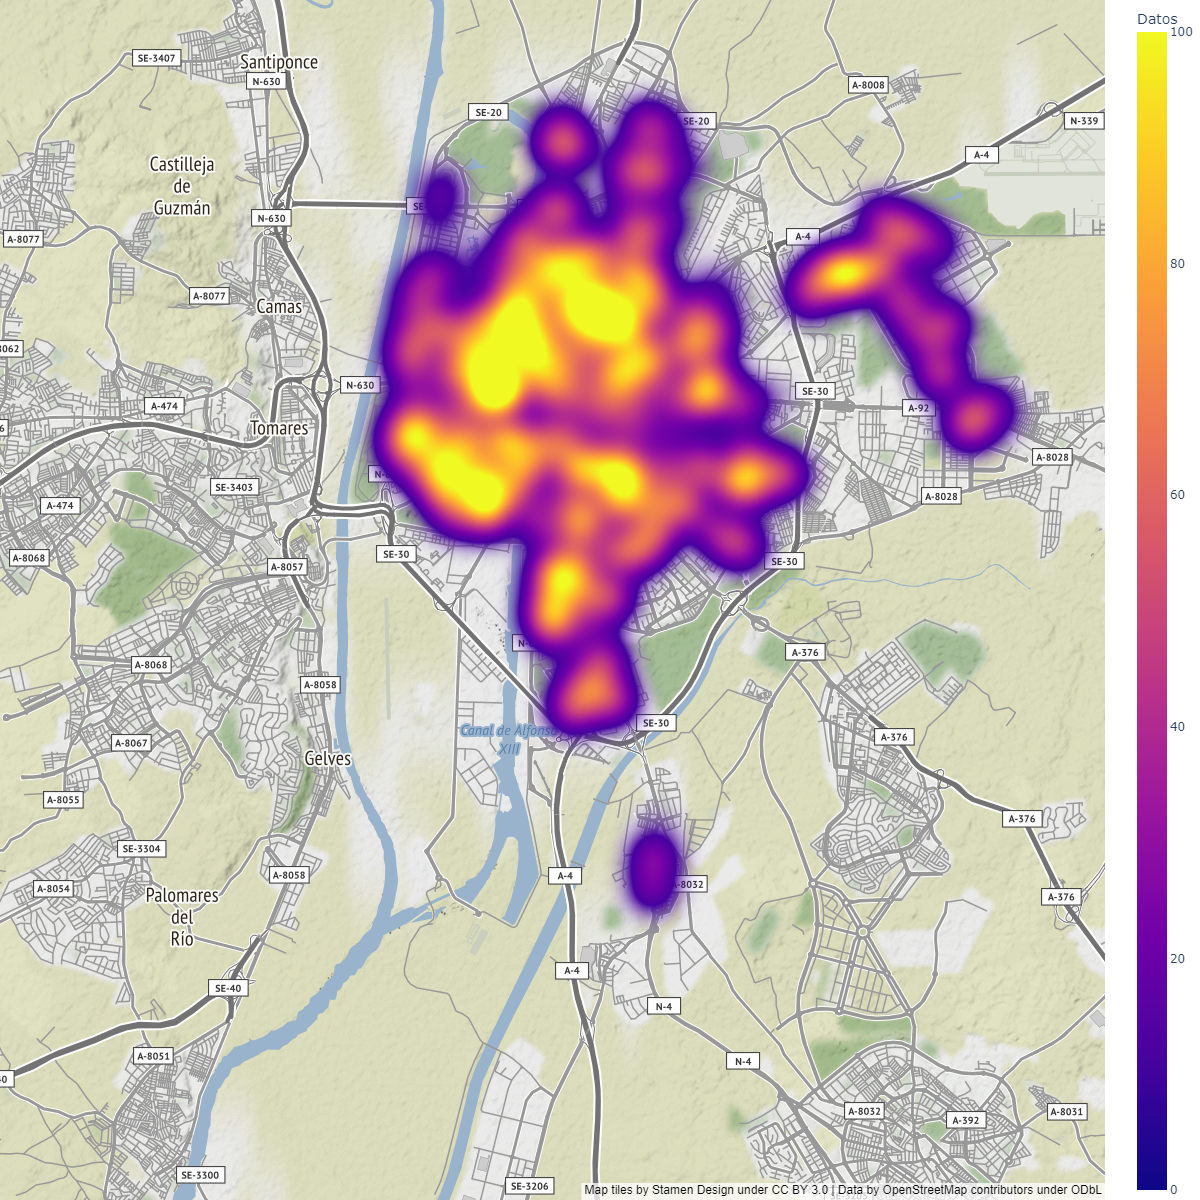 Datos
100
80
60
40
20
0
Santiponce
SE-3407
N-630
A-8008
SE-20
SE-20
N-339
A-4
Castilleja
de
Guzmán
SE
N-630
A-8077
A-4
A-8077
Camas
8062
N-630
SE-30
A-474
A-92
6
Tomares
A-8028
N-
SE-3403
A-8028
A-474
A-8068
SE-30
A-8057
SE-30
N-
A-8068
A-376
A-8058
SE-30
Canal de Alfonso
XIII
A-376
A-8067
Gelves
A-8055
A-376
SE-3304
A-8058
A-4
A-8032
A-8054
Palomares
del
Río
A-376
A-4
SE-40
N-4
A-8051
N-4
40
A-8032
A-392
A-8031
SE-3300
SE-3206
Map tiles by Stamen Design under CC BY 3.0 | Data by OpenStreetMap contributors under ODbL